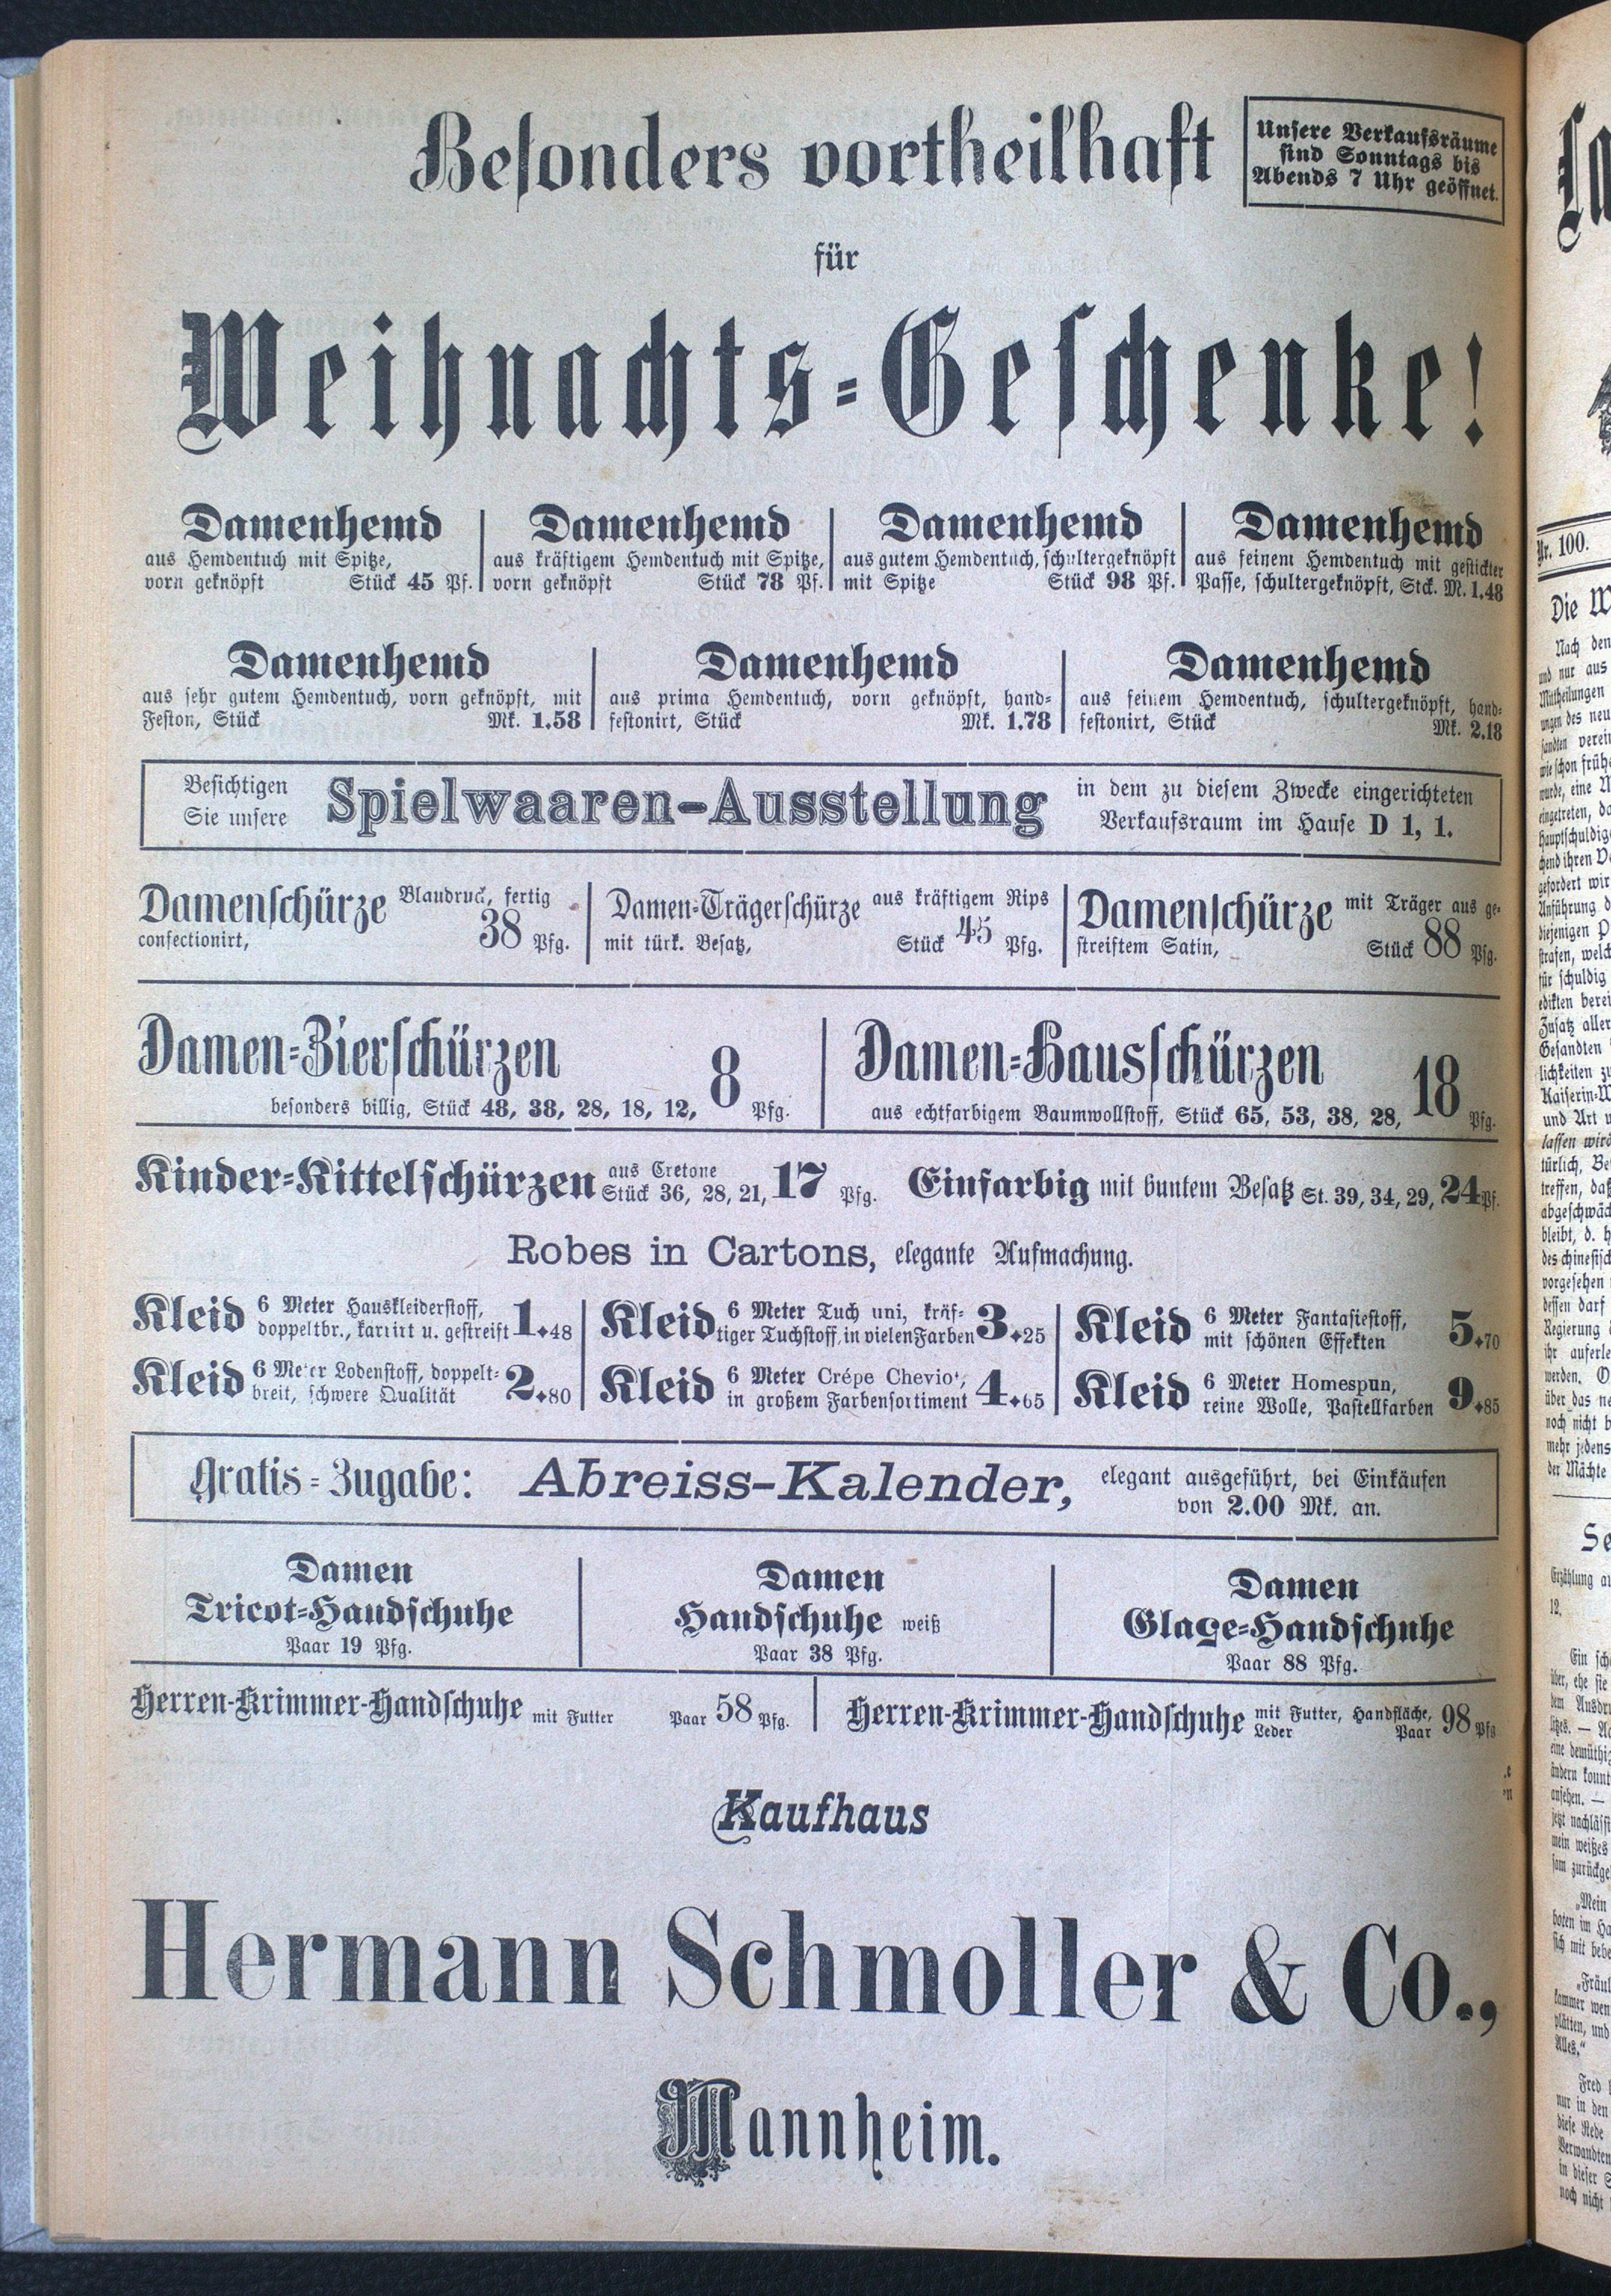 Besonders vortheilhaft
Unsere Verkaufsräume
sind Sonntags bis
Abends 7 Uhr geöffnet.
für
Weihnachts-Geschenke!
Damenhemd
aus Hemdentuch mit Spitze,
vorn geknöpft Stück 45 Pf.
Damenhemd
aus kräftigem Hemdentuch mit Spitze,
vorn geknöpft Stück 78 Pf.
Damenhemd
aus gutem Hemdentuch, schultergeknöpft
mit Spitze Stück 98 Pf.
Damenhemd
aus feinem Hemdentuch mit gestickter
Passe, schultergeknöpft, Stck. M. 1.48
Damenhemd
aus sehr gutem Hemdentuch, vorn geknöpft, mit
Feston, Stück Mk. 1.58
Damenhemd
aus prima Hemdentuch, vorn geknöpft, hand-
festonirt, Stück Mk. 1.78
Damenhemd
aus feinem Hemdentuch, schultergeknöpft, hand-
festonirt, Stück Mk. 2.18
Besichtigen
Sie unsere
Spielwaaren-Ausstellung
in dem zu diesem Zwecke eingerichteten
Verkaufsraum im Hause D 1, 1.
Damenschürze Blaudruck, fertig
confectionirt, 38 Pfg.
Damen-Trägerschürze aus kräftigem Rips
mit türk. Besatz, Stück 45 Pfg.
Damenschürze mit Träger aus ge-
streiftem Satin, Stück 88 Pfg.
Damen-Zierschürzen
besonders billig, Stück 48, 38, 28, 18, 12, 8 Pfg.
Damen-Hausschürzen
aus echtfarbigem Baumwollstoff, Stück 65, 53, 38, 28, 18 Pfg.
Kinder-Kittelschürzen aus Cretone
Stück 36, 28, 21, 17 Pfg.
Einfarbig mit buntem Besatz St. 39, 34, 29, 24 Pf.
Robes in Cartons, elegante Aufmachung.
Kleid 6 Meter Hauskleiderstoff,
doppeltbr., karirt u. gestreift 1.48
Kleid 6 Meter Tuch uni, kräf-
tiger Tuchstoff, in vielen Farben 3.25
Kleid 6 Meter Fantasiestoff,
mit schönen Effekten 5.70
Kleid 6 Meter Lodenstoff, doppelt-
breit, schwere Qualität 2.80
Kleid 6 Meter Crépe Cheviot,
in großem Farbensortiment 4.65
Kleid 6 Meter Homespun,
reine Wolle, Pastellfarben 9.85
Gratis-Zugabe: Abreiss-Kalender,
elegant ausgeführt, bei Einkäufen
von 2.00 Mk. an.
Damen
Tricot-Handschuhe
Paar 19 Pfg.
Damen
Handschuhe weiß
Paar 38 Pfg.
Damen
Glace-Handschuhe
Paar 88 Pfg.
Herren-Krimmer-Handschuhe mit Futter Paar 58 Pfg.
Herren-Krimmer-Handschuhe mit Futter, Handfläche,
Leder Paar 98 Pfg
Kaufhaus
Hermann Schmoller & Co.,
Mannheim.
Nr. 100.